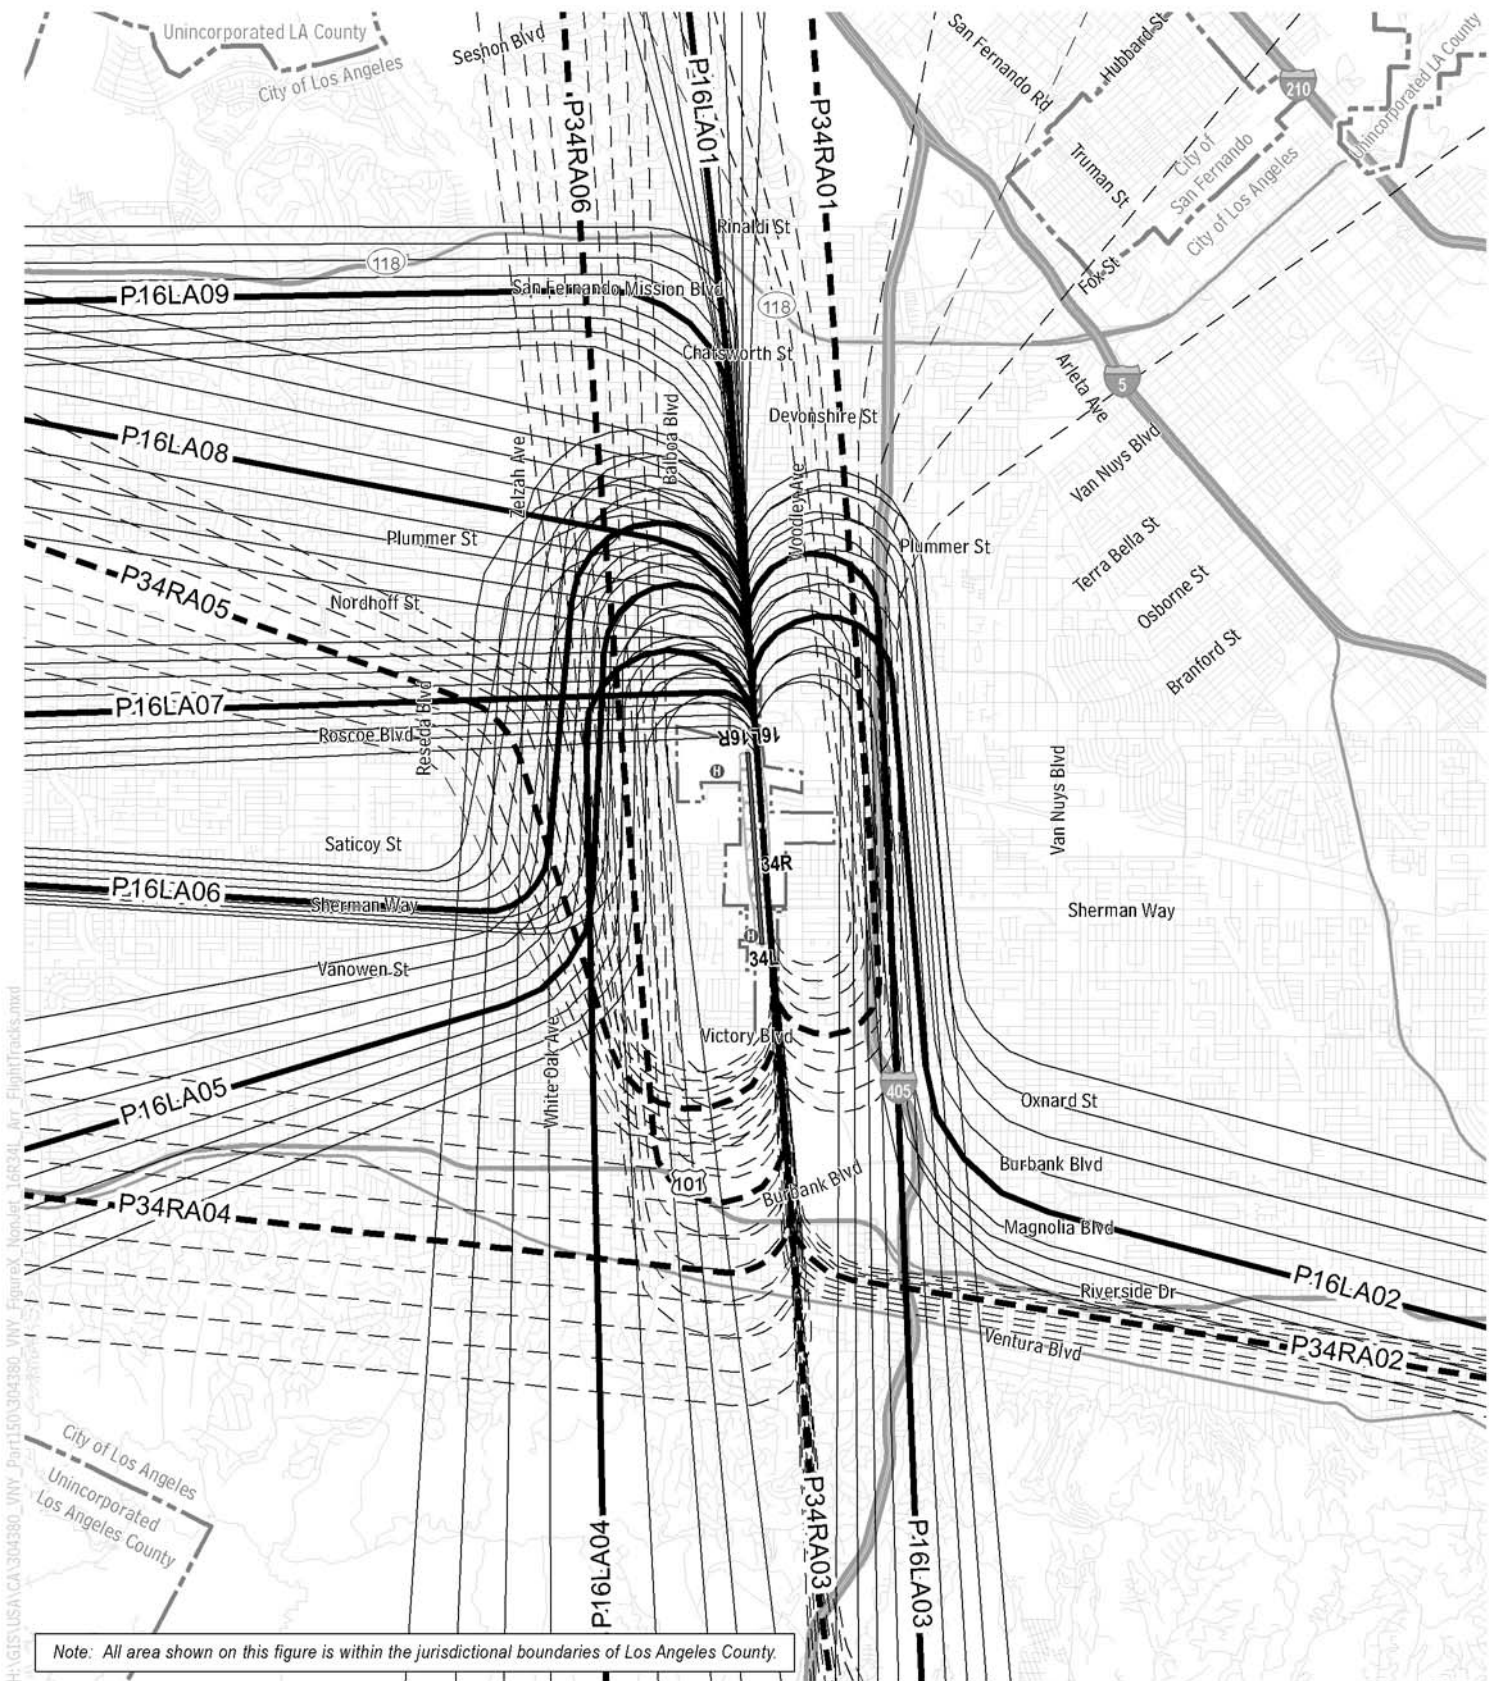 Unincorporated LA County
City of Los Angeles
Seshon Blvd
P34RA06
P16LA01
P34RA01
San Fernando Rd
Hubbard St
210
Unincorporated LA County
Truman St
City of
San Fernando
City of Los Angeles
Rinaldi St
118
Fox St
P16LA09
San Fernando Mission Blvd
118
Chatsworth St
5
Arleta Ave
Devonshire St
Balboa Blvd
P16LA08
Zelzah Ave
Woodley Ave
Van Nuys Blvd
Plummer St
Plummer St
Terra Bella St
P34RA05
Nordhoff St
Osborne St
Branford St
P16LA07
Reseda Blvd
Roscoe Blvd
16R
16L
H
Van Nuys Blvd
Saticoy St
34R
P16LA06
Sherman Way
Sherman Way
H
34L
Vanowen St
Victory Blvd
White Oak Ave
405
P16LA05
Oxnard St
Burbank Blvd
101
Burbank Blvd
P34RA04
Magnolia Blvd
P16LA02
Riverside Dr
Ventura Blvd
P34RA02
City of Los Angeles
Unincorporated
Los Angeles County
P16LA04
P34RA03
P16LA03
Note: All area shown on this figure is within the jurisdictional boundaries of Los Angeles County.